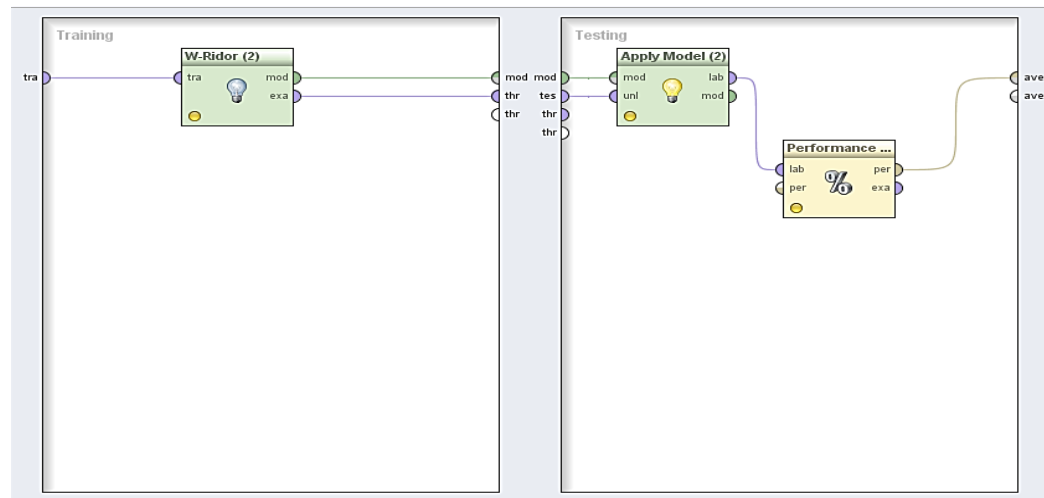 Training
W-Ridor (2)
tra
tra
mod
exa
mod
thr
thr
Testing
mod
tes
thr
thr
Apply Model (2)
mod
lab
unl
mod
Performance ...
lab
per
%
per
exa
ave
ave